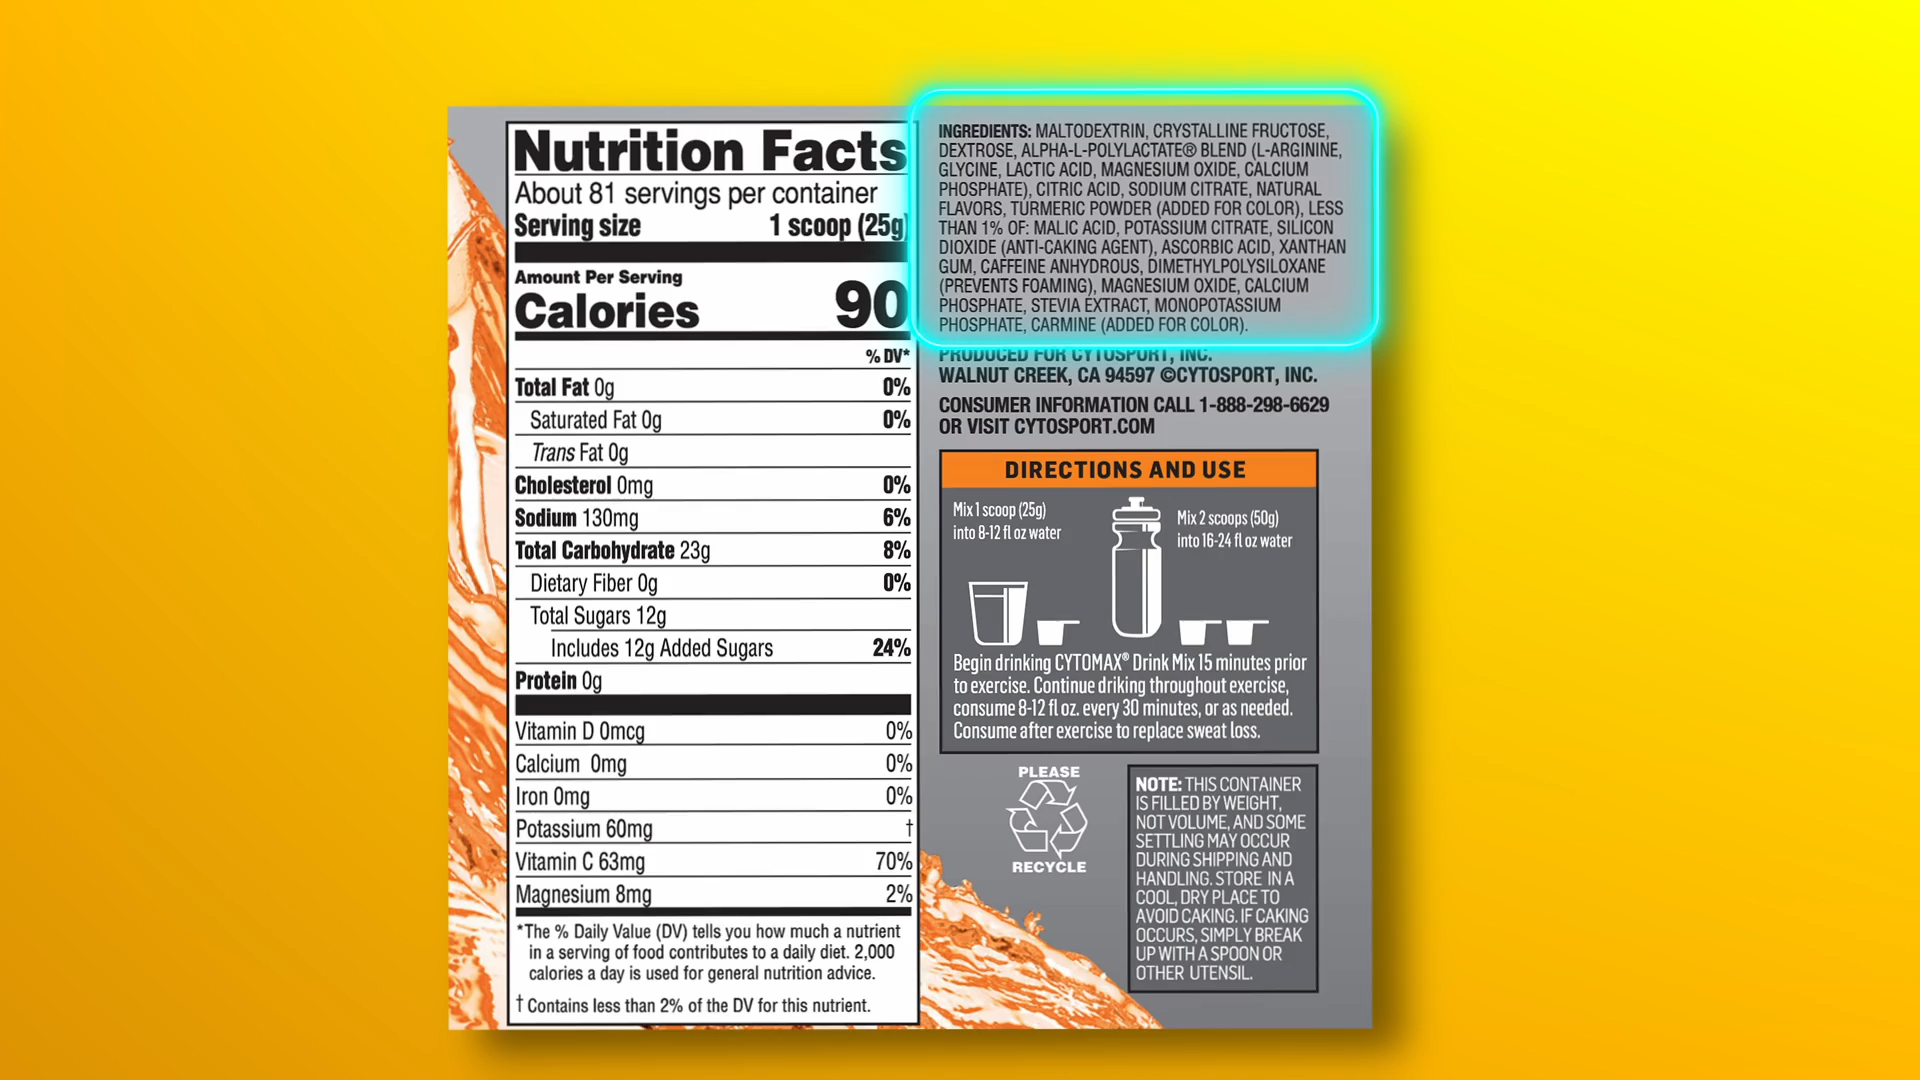 Nutrition Facts
About 81 servings per container
Serving size 1 scoop (25g)
Amount Per Serving
Calories 90
% DV*
Total Fat 0g 0%
Saturated Fat 0g 0%
Trans Fat 0g
Cholesterol 0mg 0%
Sodium 130mg 6%
Total Carbohydrate 23g 8%
Dietary Fiber 0g 0%
Total Sugars 12g
Includes 12g Added Sugars 24%
Protein 0g
Vitamin D 0mcg 0%
Calcium 0mg 0%
Iron 0mg 0%
Potassium 60mg †
Vitamin C 63mg 70%
Magnesium 8mg 2%
*The % Daily Value (DV) tells you how much a nutrient
in a serving of food contributes to a daily diet. 2,000
calories a day is used for general nutrition advice.
† Contains less than 2% of the DV for this nutrient.
INGREDIENTS: MALTODEXTRIN, CRYSTALLINE FRUCTOSE,
DEXTROSE, ALPHA-L-POLYLACTATE® BLEND (L-ARGININE,
GLYCINE, LACTIC ACID, MAGNESIUM OXIDE, CALCIUM
PHOSPHATE), CITRIC ACID, SODIUM CITRATE, NATURAL
FLAVORS, TURMERIC POWDER (ADDED FOR COLOR), LESS
THAN 1% OF: MALIC ACID, POTASSIUM CITRATE, SILICON
DIOXIDE (ANTI-CAKING AGENT), ASCORBIC ACID, XANTHAN
GUM, CAFFEINE ANHYDROUS, DIMETHYLPOLYSILOXANE
(PREVENTS FOAMING), MAGNESIUM OXIDE, CALCIUM
PHOSPHATE, STEVIA EXTRACT, MONOPOTASSIUM
PHOSPHATE, CARMINE (ADDED FOR COLOR).
PRODUCED FOR CYTOSPORT, INC.
WALNUT CREEK, CA 94597 ©CYTOSPORT, INC.
CONSUMER INFORMATION CALL 1-888-298-6629
OR VISIT CYTOSPORT.COM
DIRECTIONS AND USE
Mix 1 scoop (25g)
into 8-12 fl oz water
Mix 2 scoops (50g)
into 16-24 fl oz water
Begin drinking CYTOMAX® Drink Mix 15 minutes prior
to exercise. Continue driking throughout exercise,
consume 8-12 fl oz. every 30 minutes, or as needed.
Consume after exercise to replace sweat loss.
PLEASE
RECYCLE
NOTE: THIS CONTAINER
IS FILLED BY WEIGHT,
NOT VOLUME, AND SOME
SETTLING MAY OCCUR
DURING SHIPPING AND
HANDLING. STORE IN A
COOL, DRY PLACE TO
AVOID CAKING. IF CAKING
OCCURS, SIMPLY BREAK
UP WITH A SPOON OR
OTHER UTENSIL.